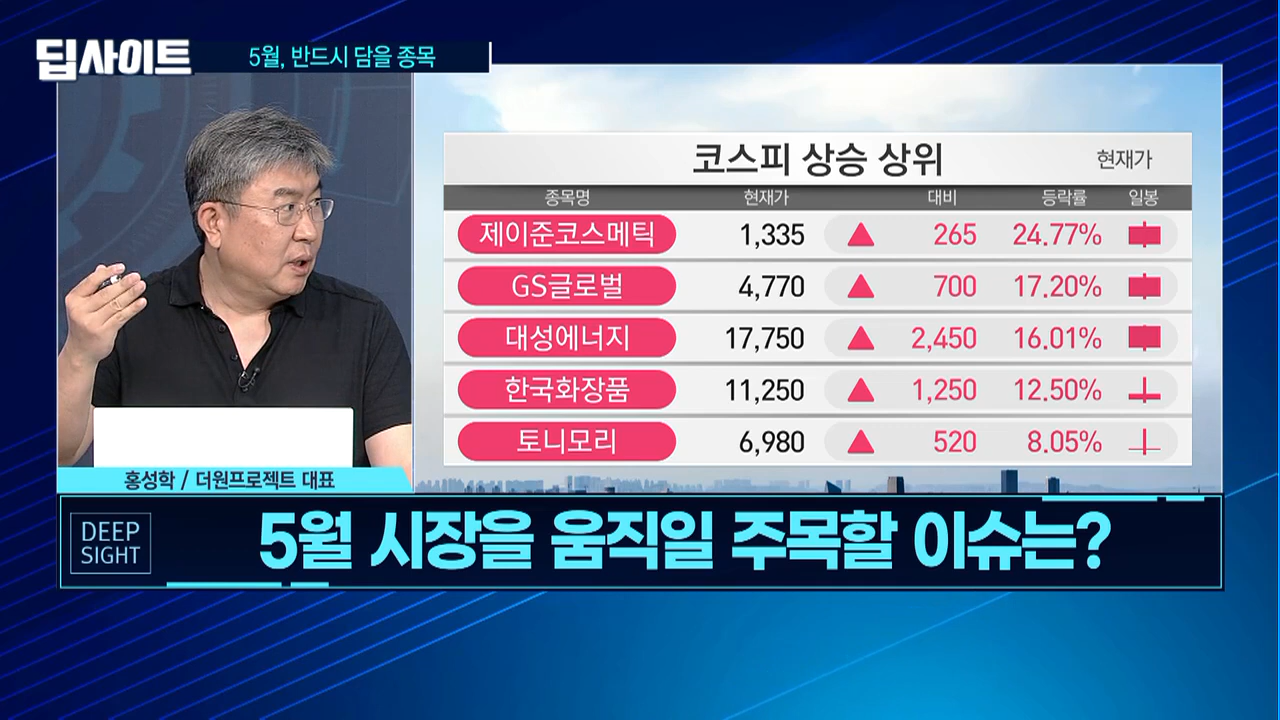 딥사이트
5월, 반드시 담을 종목
코스피 상승 상위 현재가
종목명 현재가 대비 등락률 일봉
제이준코스메틱 1,335 ▲ 265 24.77%
GS글로벌 4,770 ▲ 700 17.20%
대성에너지 17,750 ▲ 2,450 16.01%
한국화장품 11,250 ▲ 1,250 12.50%
토니모리 6,980 ▲ 520 8.05%
홍성학 / 더원프로젝트 대표
DEEP
SIGHT
5월 시장을 움직일 주목할 이슈는?